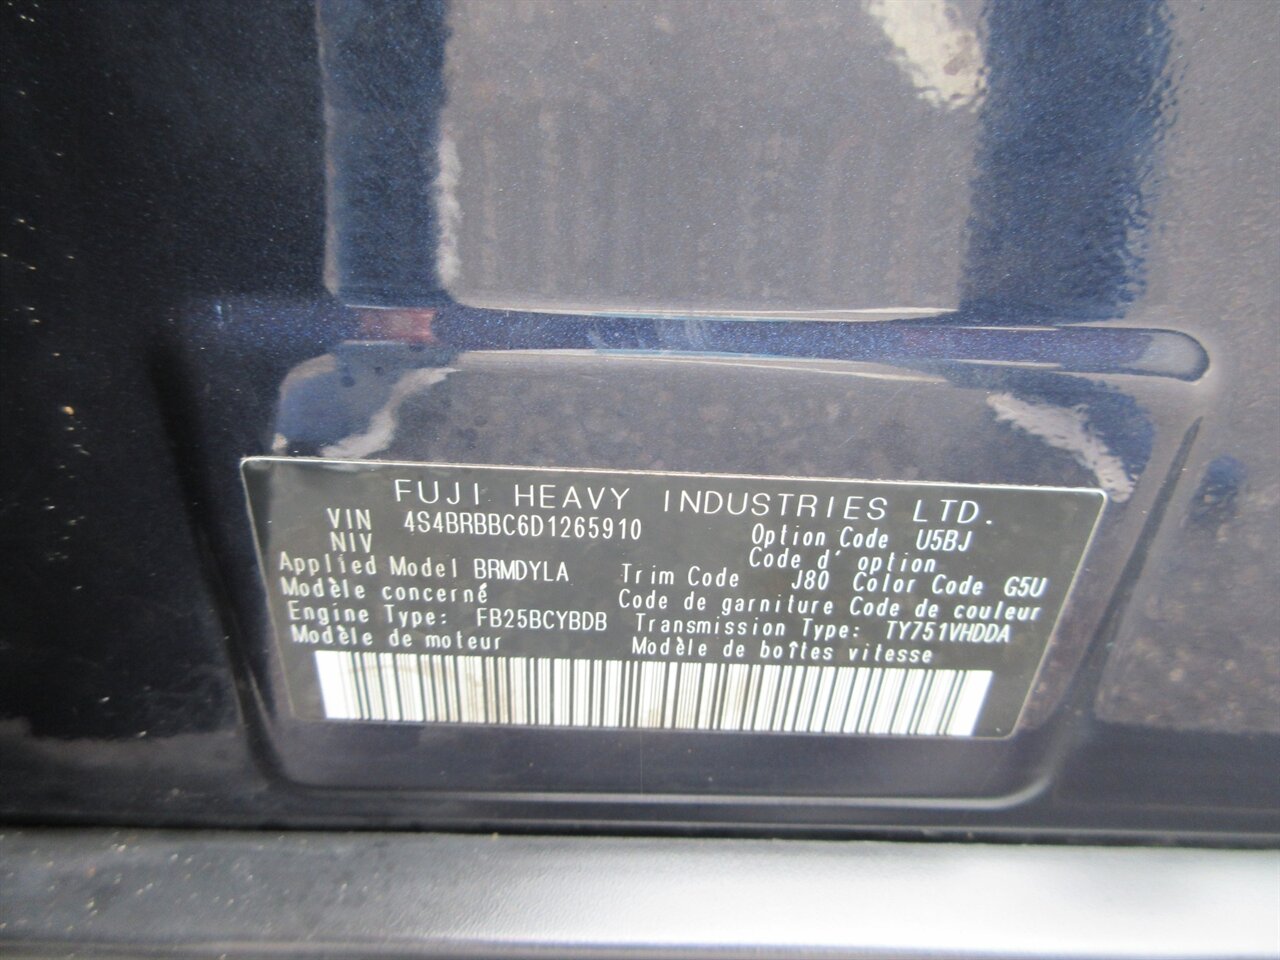 FUJI HEAVY INDUSTRIES LTD.
VIN 4S4BRBBC6D1265910 Option Code U5BJ
NIV Code d' option
Applied Model BRMDYLA Trim Code J80 Color Code G5U
Modèle concerné Code de garniture Code de couleur
Engine Type: FB25BCYBDB Transmission Type: TY751VHDDA
Modèle de moteur Modèle de boîtes vitesse